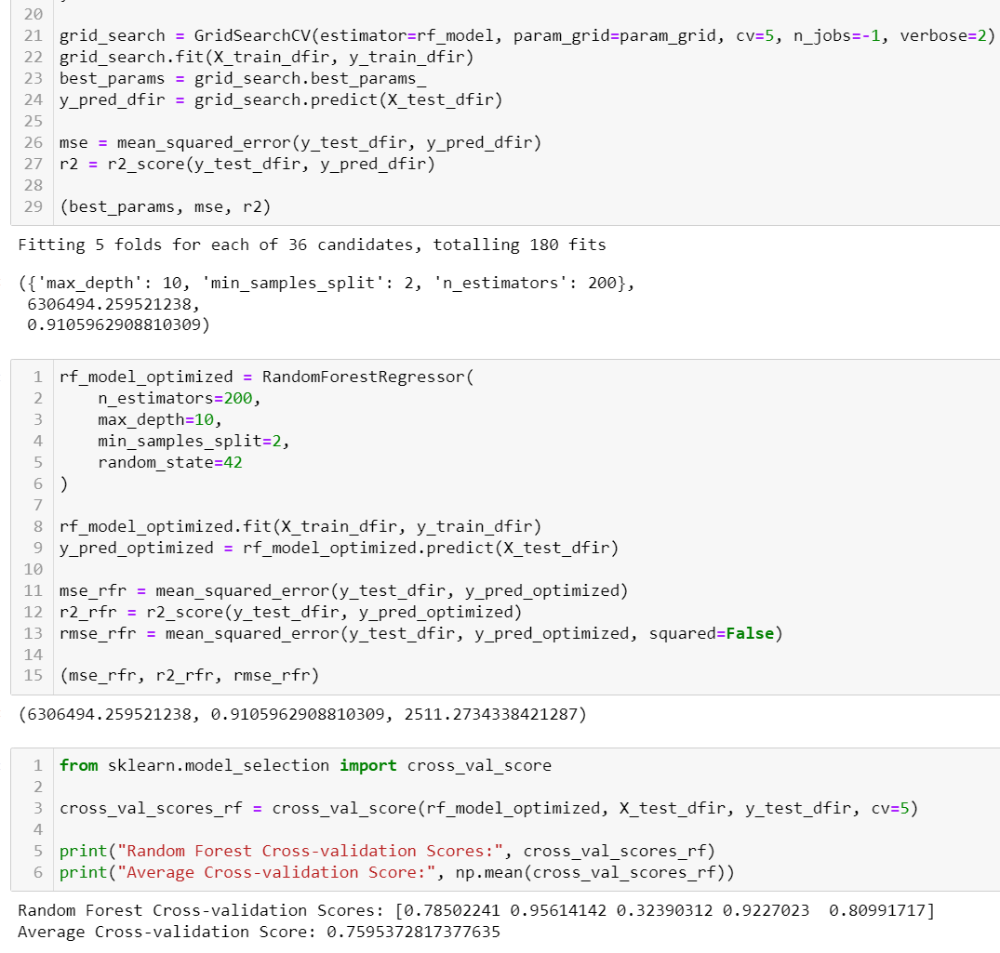 20
21 grid_search = GridSearchCV(estimator=rf_model, param_grid=param_grid, cv=5, n_jobs=-1, verbose=2)
22 grid_search.fit(X_train_dfir, y_train_dfir)
23 best_params = grid_search.best_params_
24 y_pred_dfir = grid_search.predict(X_test_dfir)
25
26 mse = mean_squared_error(y_test_dfir, y_pred_dfir)
27 r2 = r2_score(y_test_dfir, y_pred_dfir)
28
29 (best_params, mse, r2)
Fitting 5 folds for each of 36 candidates, totalling 180 fits
({'max_depth': 10, 'min_samples_split': 2, 'n_estimators': 200},
 6306494.259521238,
 0.9105962908810309)
1 rf_model_optimized = RandomForestRegressor(
2     n_estimators=200,
3     max_depth=10,
4     min_samples_split=2,
5     random_state=42
6 )
7
8 rf_model_optimized.fit(X_train_dfir, y_train_dfir)
9 y_pred_optimized = rf_model_optimized.predict(X_test_dfir)
10
11 mse_rfr = mean_squared_error(y_test_dfir, y_pred_optimized)
12 r2_rfr = r2_score(y_test_dfir, y_pred_optimized)
13 rmse_rfr = mean_squared_error(y_test_dfir, y_pred_optimized, squared=False)
14
15 (mse_rfr, r2_rfr, rmse_rfr)
(6306494.259521238, 0.9105962908810309, 2511.2734338421287)
1 from sklearn.model_selection import cross_val_score
2
3 cross_val_scores_rf = cross_val_score(rf_model_optimized, X_test_dfir, y_test_dfir, cv=5)
4
5 print("Random Forest Cross-validation Scores:", cross_val_scores_rf)
6 print("Average Cross-validation Score:", np.mean(cross_val_scores_rf))
Random Forest Cross-validation Scores: [0.78502241 0.95614142 0.32390312 0.9227023  0.80991717]
Average Cross-validation Score: 0.7595372817377635